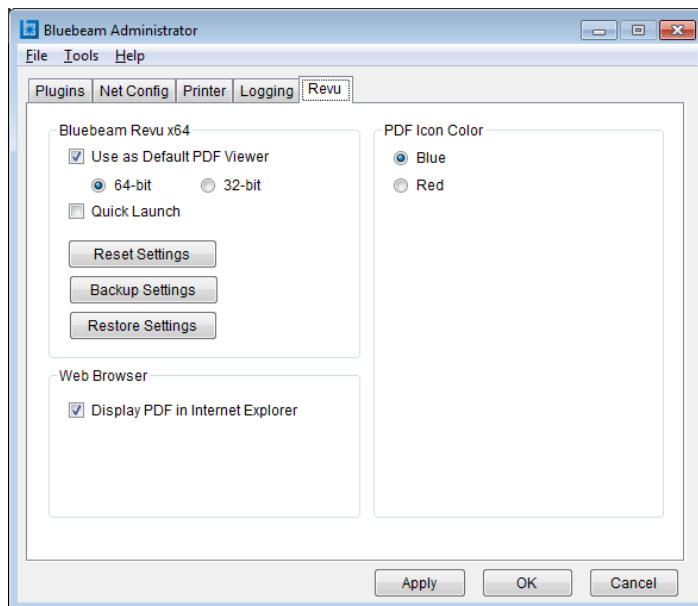 Bluebeam Administrator
File Tools Help
Plugins Net Config Printer Logging Revu
Bluebeam Revu x64
Use as Default PDF Viewer
64-bit 32-bit
Quick Launch
Reset Settings
Backup Settings
Restore Settings
Web Browser
Display PDF in Internet Explorer
PDF Icon Color
Blue
Red
Apply OK Cancel